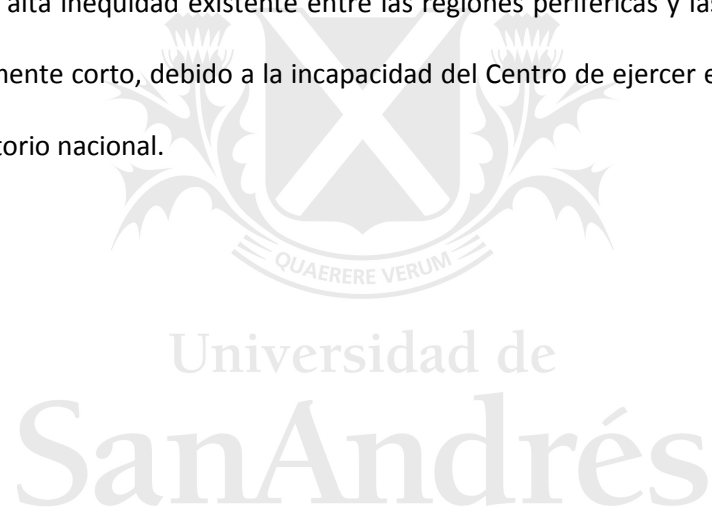 alta inequidad existente entre las regiones periféricas y las
mente corto, debido a la incapacidad del Centro de ejercer e
torio nacional.
QUAERERE VERUM
Universidad de
SanAndrés